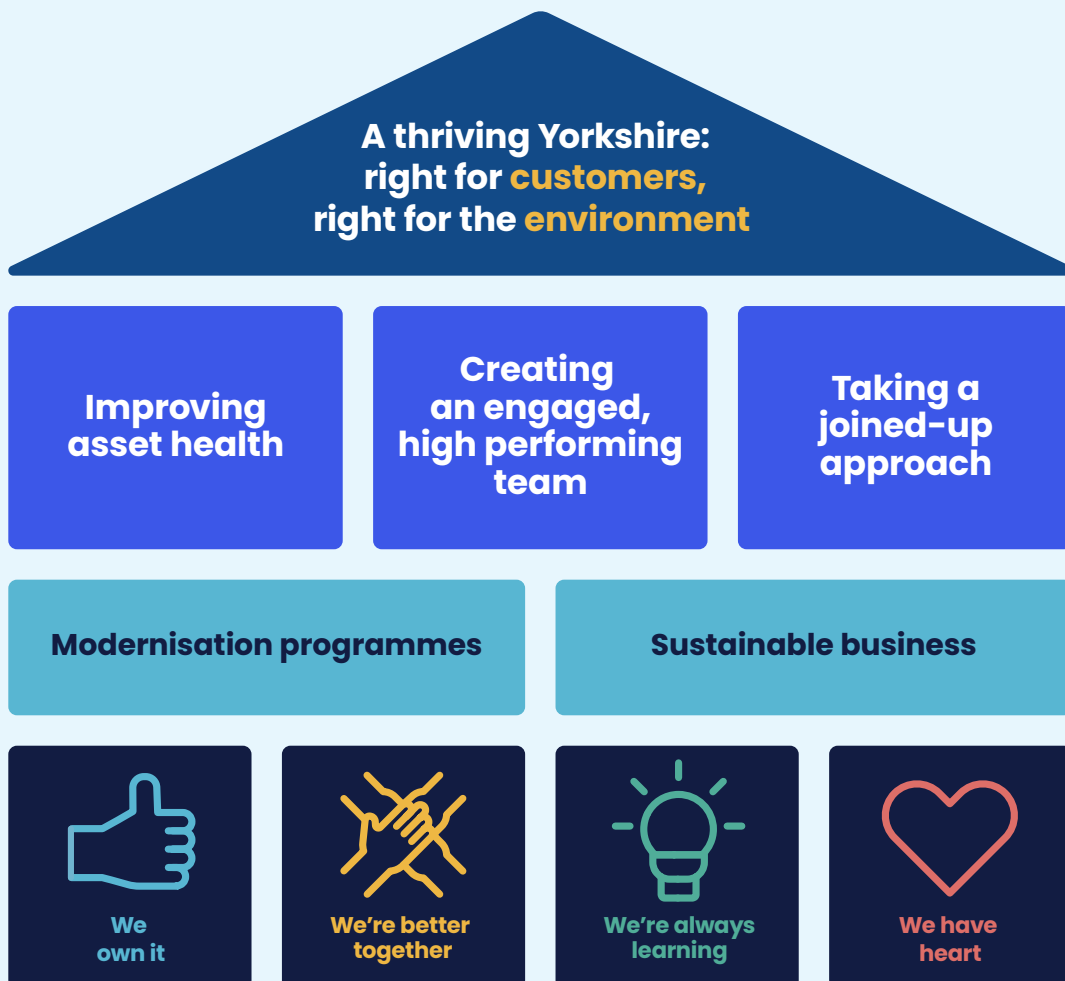 A thriving Yorkshire:
right for customers,
right for the environment
Improving
asset health
Creating
an engaged,
high performing
team
Taking a
joined-up
approach
Modernisation programmes
Sustainable business
We
own it
We’re better
together
We’re always
learning
We have
heart